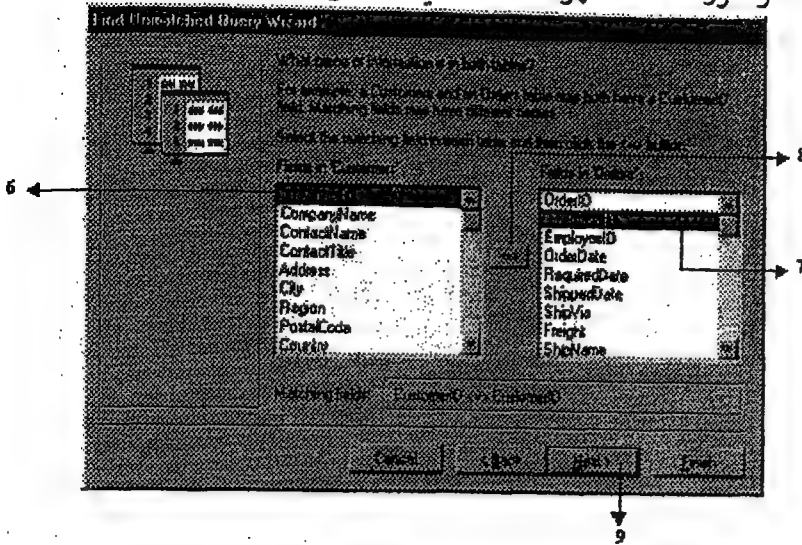 Find Unmatched Query Wizard
What piece of information is in both tables?
For example, a Customers and an Orders table may both have a CustomerID
field. Matching fields may have different names.
Select the matching field in each table and then click the <=> button.
Fields in 'Customers'
Fields in 'Orders'
8
6
CompanyName
ContactName
ContactTitle
Address
City
Region
PostalCode
Country
OrderID
EmployeeID
OrderDate
RequiredDate
ShippedDate
ShipVia
Freight
ShipName
7
Matching fields: CustomerID <=> CustomerID
Cancel
< Back
Next >
Finish
9